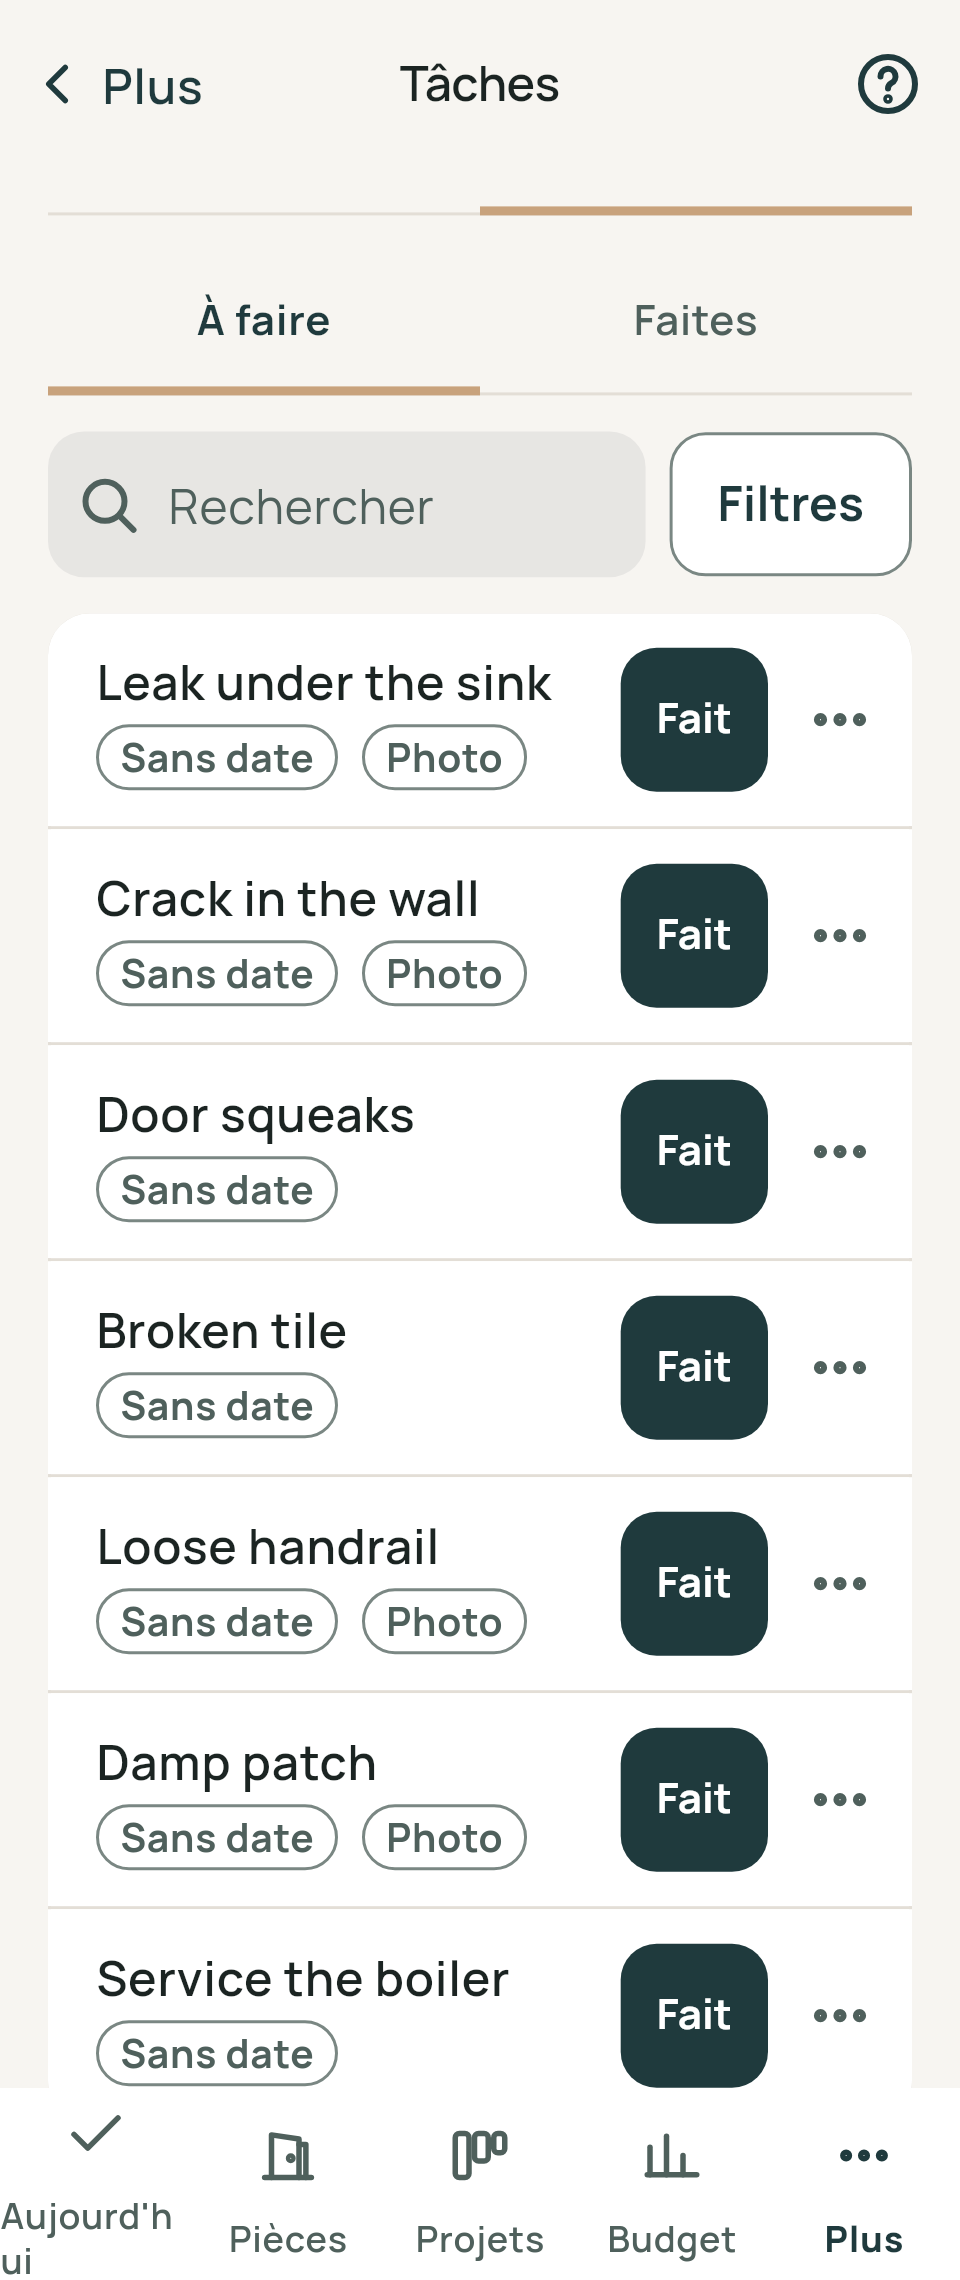 Plus
Tâches
À faire
Faites
Rechercher
Filtres
Leak under the sink
Sans date
Photo
Fait
Crack in the wall
Sans date
Photo
Fait
Door squeaks
Sans date
Fait
Broken tile
Sans date
Fait
Loose handrail
Sans date
Photo
Fait
Damp patch
Sans date
Photo
Fait
Service the boiler
Sans date
Fait
Aujourd'h
ui
Pièces
Projets
Budget
Plus